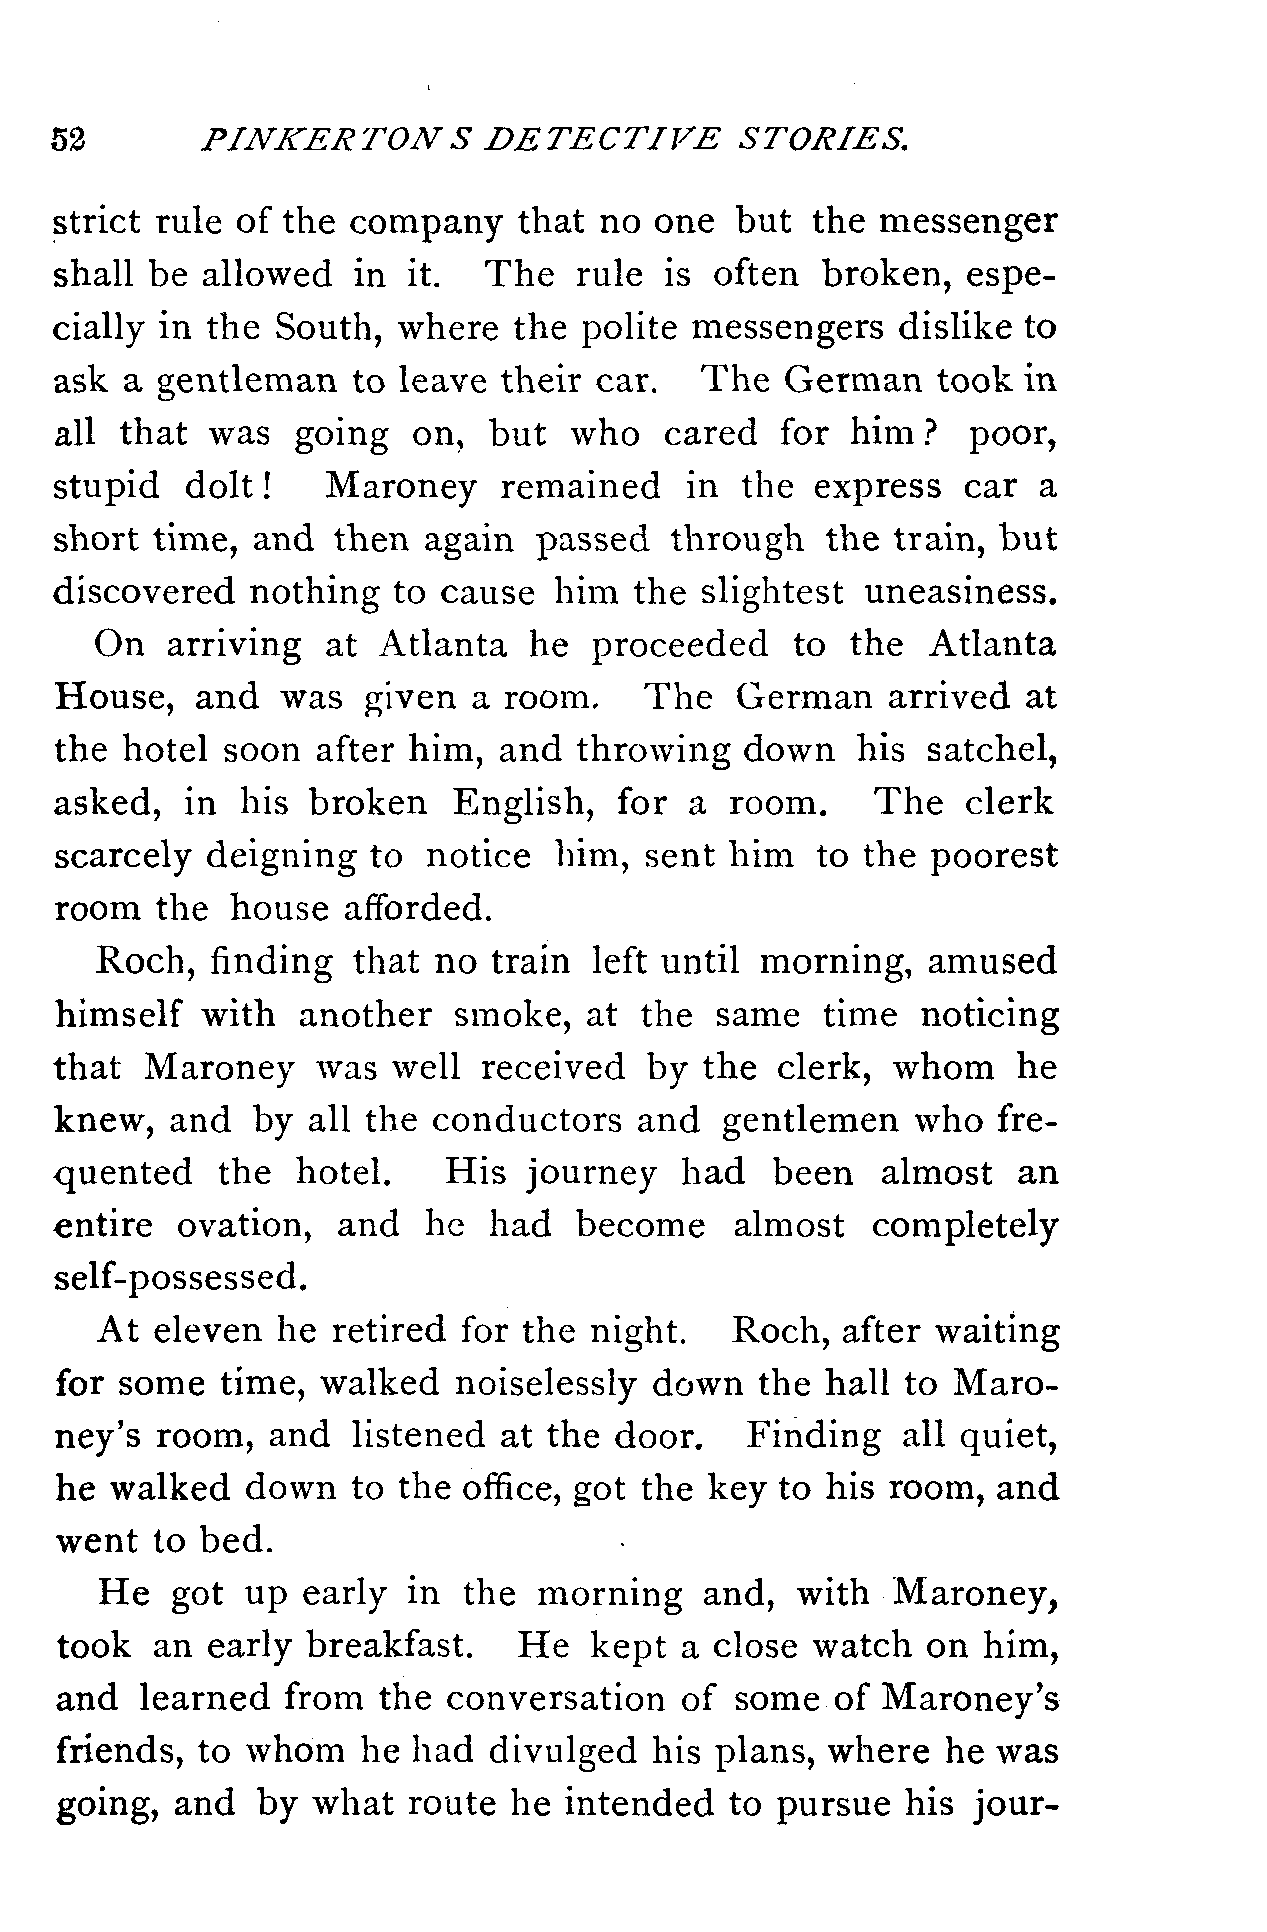 52 PINKERTON S DETECTIVE STORIES.
strict rule of the company that no one but the messenger
shall be allowed in it. The rule is often broken, espe-
cially in the South, where the polite messengers dislike to
ask a gentleman to leave their car. The German took in
all that was going on, but who cared for him? poor,
stupid dolt! Maroney remained in the express car a
short time, and then again passed through the train, but
discovered nothing to cause him the slightest uneasiness.
On arriving at Atlanta he proceeded to the Atlanta
House, and was given a room. The German arrived at
the hotel soon after him, and throwing down his satchel,
asked, in his broken English, for a room. The clerk
scarcely deigning to notice him, sent him to the poorest
room the house afforded.
Roch, finding that no train left until morning, amused
himself with another smoke, at the same time noticing
that Maroney was well received by the clerk, whom he
knew, and by all the conductors and gentlemen who fre-
quented the hotel. His journey had been almost an
entire ovation, and he had become almost completely
self-possessed.
At eleven he retired for the night. Roch, after waiting
for some time, walked noiselessly down the hall to Maro-
ney's room, and listened at the door. Finding all quiet,
he walked down to the office, got the key to his room, and
went to bed.
He got up early in the morning and, with Maroney,
took an early breakfast. He kept a close watch on him,
and learned from the conversation of some of Maroney's
friends, to whom he had divulged his plans, where he was
going, and by what route he intended to pursue his jour-